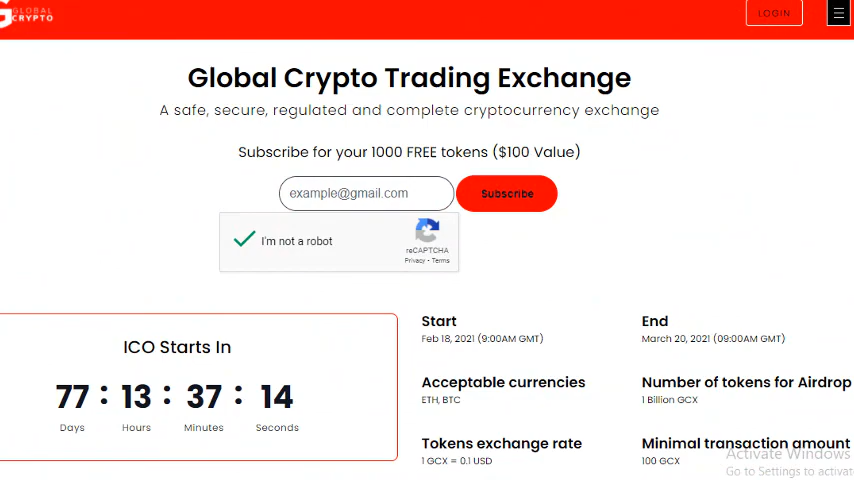 GLOBAL
CRYPTO
LOGIN
Global Crypto Trading Exchange
A safe, secure, regulated and complete cryptocurrency exchange
Subscribe for your 1000 FREE tokens ($100 Value)
example@gmail.com
Subscribe
I'm not a robot
reCAPTCHA
Privacy • Terms
ICO Starts In
77 : 13 : 37 : 14
Days Hours Minutes Seconds
Start
Feb 18, 2021 (9:00AM GMT)
End
March 20, 2021 (09:00AM GMT)
Acceptable currencies
ETH, BTC
Number of tokens for Airdrop
1 Billion GCX
Tokens exchange rate
1 GCX = 0.1 USD
Minimal transaction amount
100 GCX
Activate Windows
Go to Settings to activate